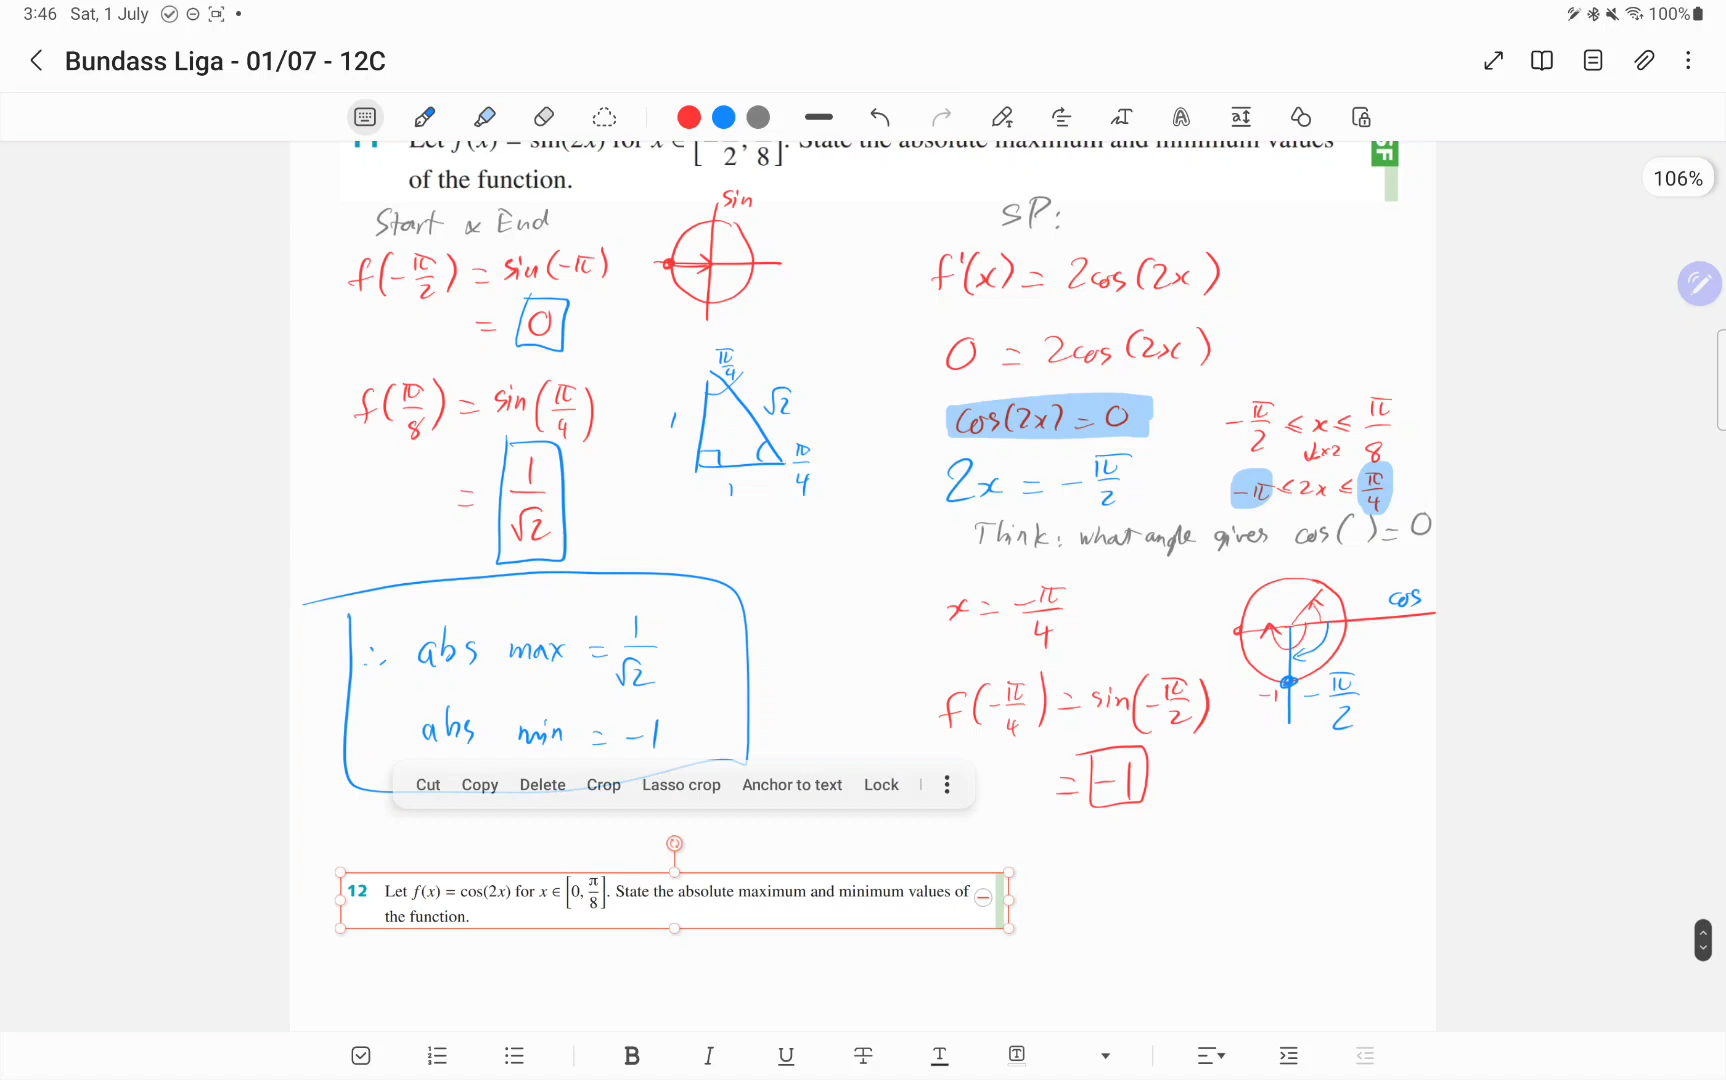 3:46 Sat, 1 July
100%
Bundass Liga - 01/07 - 12C
106%
of the function.
SF
Start & End
f(-π/2) = sin(-π)
= 0
f(π/8) = sin(π/4)
= 1/√2
sin
π/4
√2
1
1
π/4
∴ abs max = 1/√2
abs min = -1
SP:
f'(x) = 2cos(2x)
0 = 2cos(2x)
cos(2x) = 0
2x = -π/2
-π/2 ≤ x ≤ π/8
↓×2
-π ≤ 2x ≤ π/4
Think: what angle gives cos( ) = 0
x = -π/4
cos
-1
-π/2
f(-π/4) = sin(-π/2)
= -1
Cut Copy Delete Crop Lasso crop Anchor to text Lock
12 Let f(x) = cos(2x) for x ∈ [0, π/8]. State the absolute maximum and minimum values of
the function.